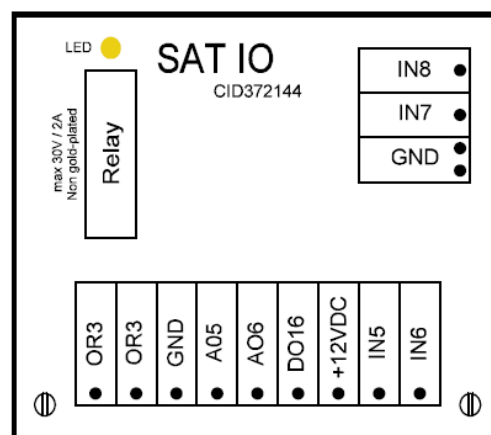 LED
SAT IO
CID372144
max 30V / 2A
Non gold-plated
Relay
IN8
IN7
GND
OR3
OR3
GND
A05
AO6
DO16
+12VDC
IN5
IN6